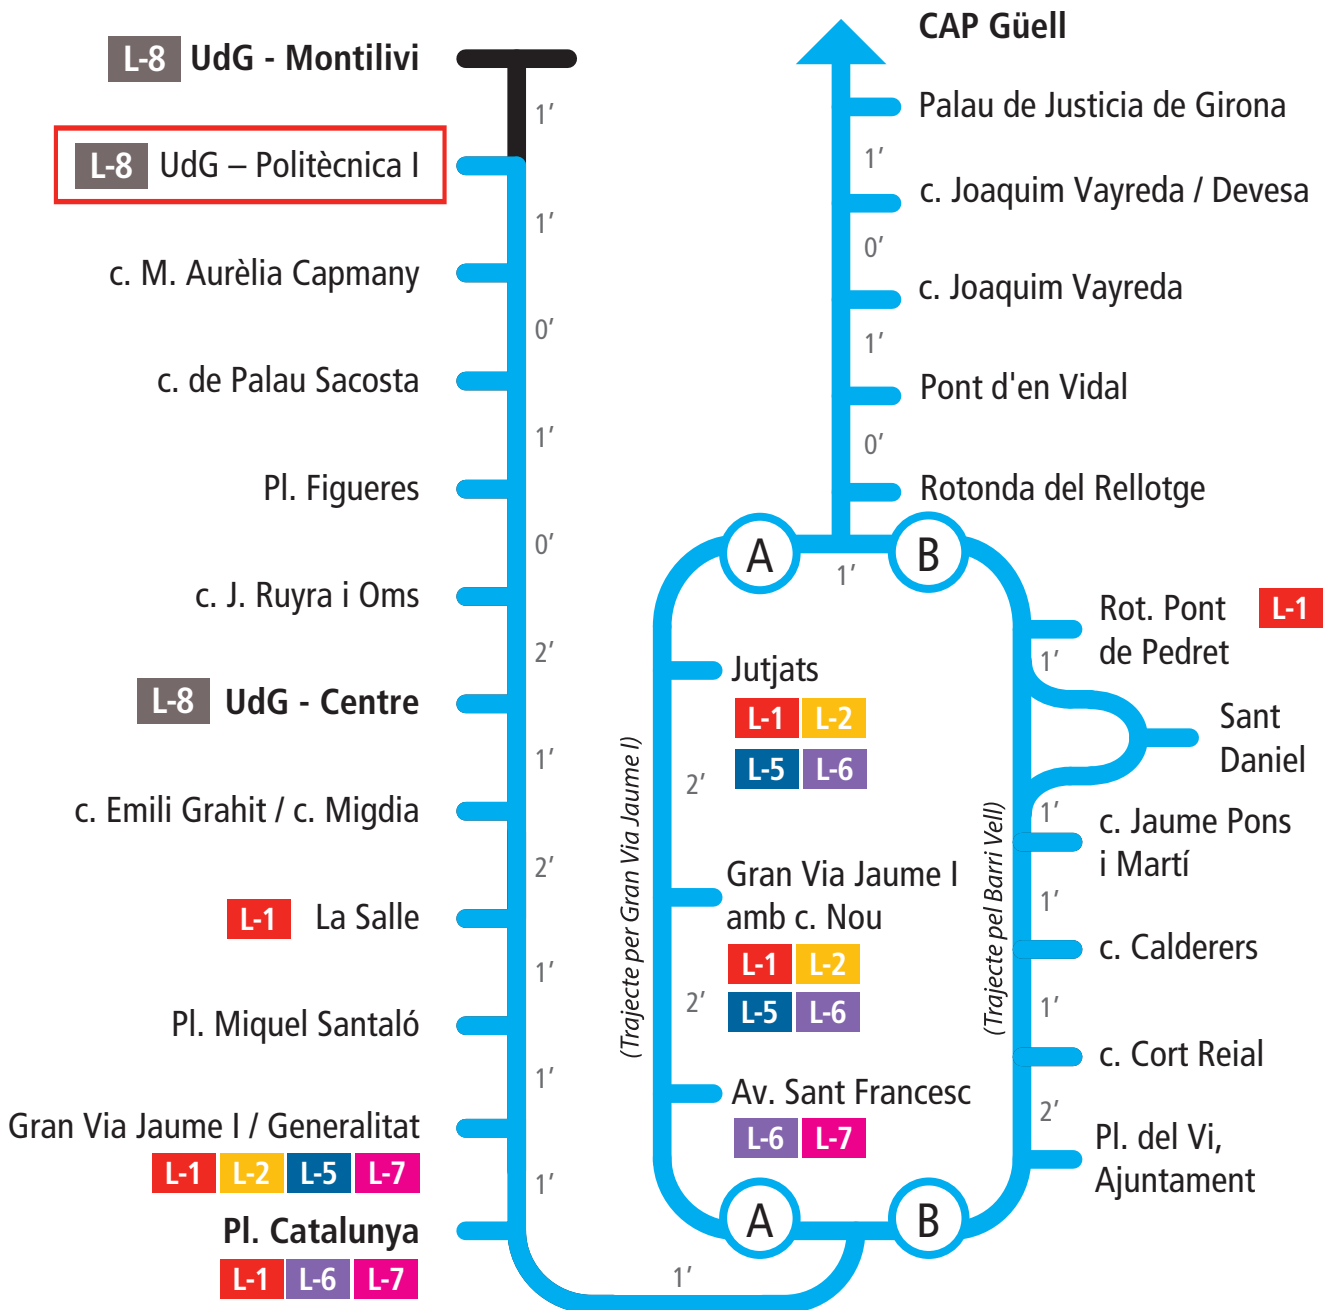 L-8 UdG - Montilivi
1’
L-8 UdG – Politècnica I
1’
c. M. Aurèlia Capmany
0’
c. de Palau Sacosta
1’
Pl. Figueres
0’
c. J. Ruyra i Oms
2’
L-8 UdG - Centre
1’
c. Emili Grahit / c. Migdia
2’
L-1 La Salle
1’
Pl. Miquel Santaló
1’
Gran Via Jaume I / Generalitat
L-1 L-2 L-5 L-7
1’
Pl. Catalunya
L-1 L-6 L-7
1’
A
(Trajecte per Gran Via Jaume I)
Av. Sant Francesc
L-6 L-7
2’
Gran Via Jaume I
amb c. Nou
L-1 L-2
L-5 L-6
2’
Jutjats
L-1 L-2
L-5 L-6
A
B
(Trajecte pel Barri Vell)
Pl. del Vi,
Ajuntament
2’
c. Cort Reial
1’
c. Calderers
1’
c. Jaume Pons
i Martí
1’
Sant
Daniel
1’
Rot. Pont L-1
de Pedret
B
1’
Rotonda del Rellotge
0’
Pont d'en Vidal
1’
c. Joaquim Vayreda
0’
c. Joaquim Vayreda / Devesa
1’
Palau de Justicia de Girona
CAP Güell